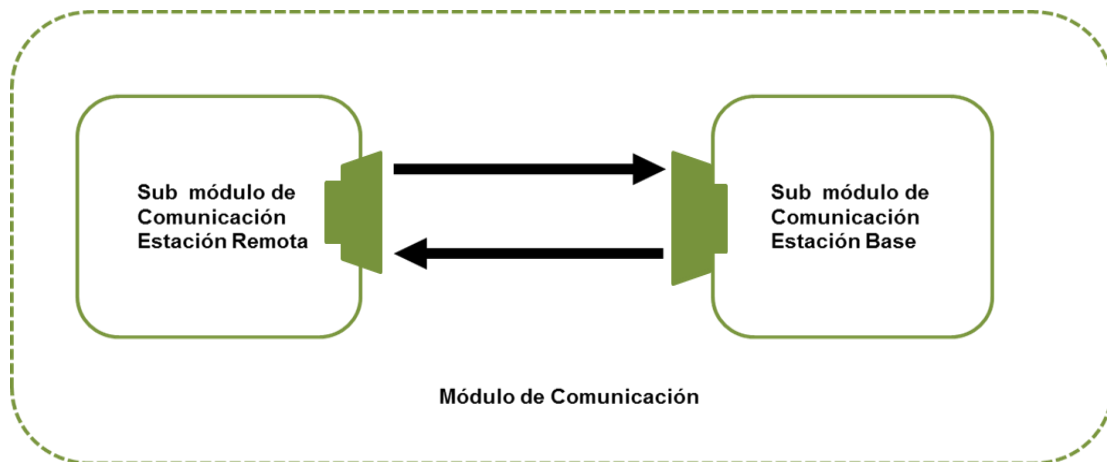 Sub módulo de
Comunicación
Estación Remota
Sub módulo de
Comunicación
Estación Base
Módulo de Comunicación